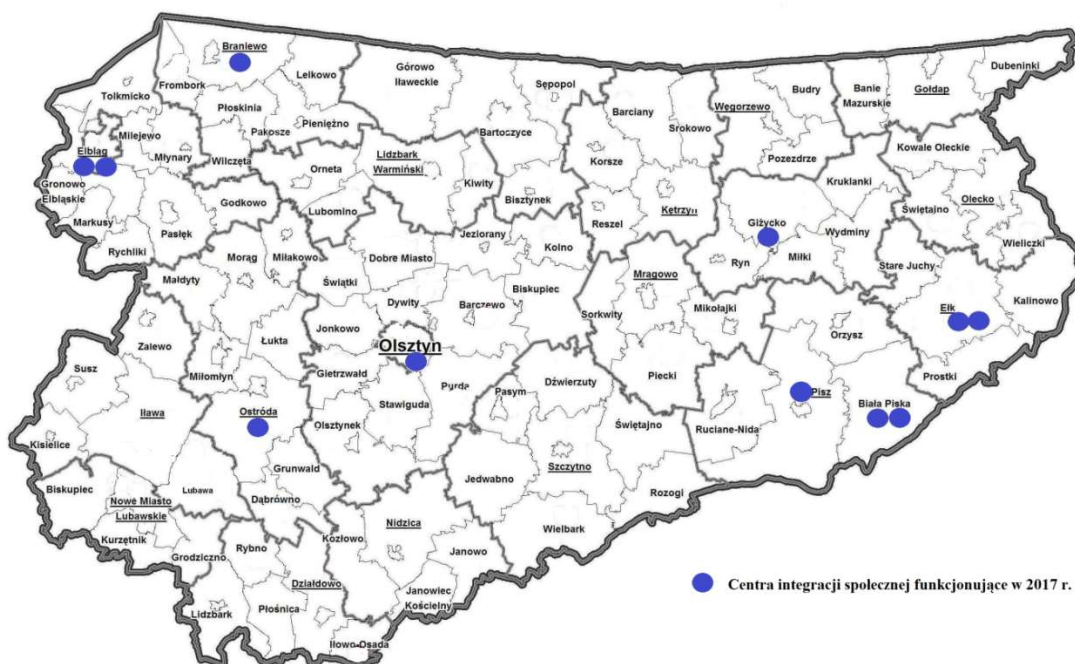 Braniewo
Frombork
Lelkowo
Górowo
Iławeckie
Sępopol
Dubeninki
Gołdap
Banie
Mazurskie
Budry
Węgorzewo
Barciany
Srokowo
Tolkmicko
Płoskinia
Pakosze
Pieniężno
Bartoczyce
Milejewo
Elbląg
Młynary
Wilczęta
Orneta
Lidzbark
Warmiński
Kiwity
Korsze
Pozezdrze
Kowale Oleckie
Kruklanki
Gronowo
Elbląskie
Markusy
Pasłęk
Godkowo
Lubomino
Bisztynek
Reszel
Kętrzyn
Giżycko
Wydminy
Świętajno
Olecko
Wieliczki
Rychliki
Morąg
Miłakowo
Dobre Miasto
Jeziorany
Kolno
Mrągowo
Ryn
Miłki
Stare Juchy
Małdyty
Świątki
Dywity
Barczewo
Biskupiec
Sorkwity
Mikołajki
Ełk
Kalinowo
Orzysz
Zalewo
Łukta
Jonkowo
Olsztyn
Susz
Miłomłyn
Gietrzwałd
Purda
Pasym
Dźwierzuty
Piecki
Prostki
Stawiguda
Pisz
Biała Piska
Iława
Ostróda
Olsztynek
Świętajno
Ruciane-Nida
Kisielice
Grunwald
Jedwabno
Szczytno
Rozogi
Biskupiec
Nowe Miasto
Lubawskie
Lubawa
Dąbrówno
Kurzętnik
Grodziczno
Rybno
Kozłowo
Nidzica
Janowo
Wielbark
Działdowo
Janowiec
Kościelny
Lidzbark
Płośnica
Iłowo-Osada
Centra integracji społecznej funkcjonujące w 2017 r.